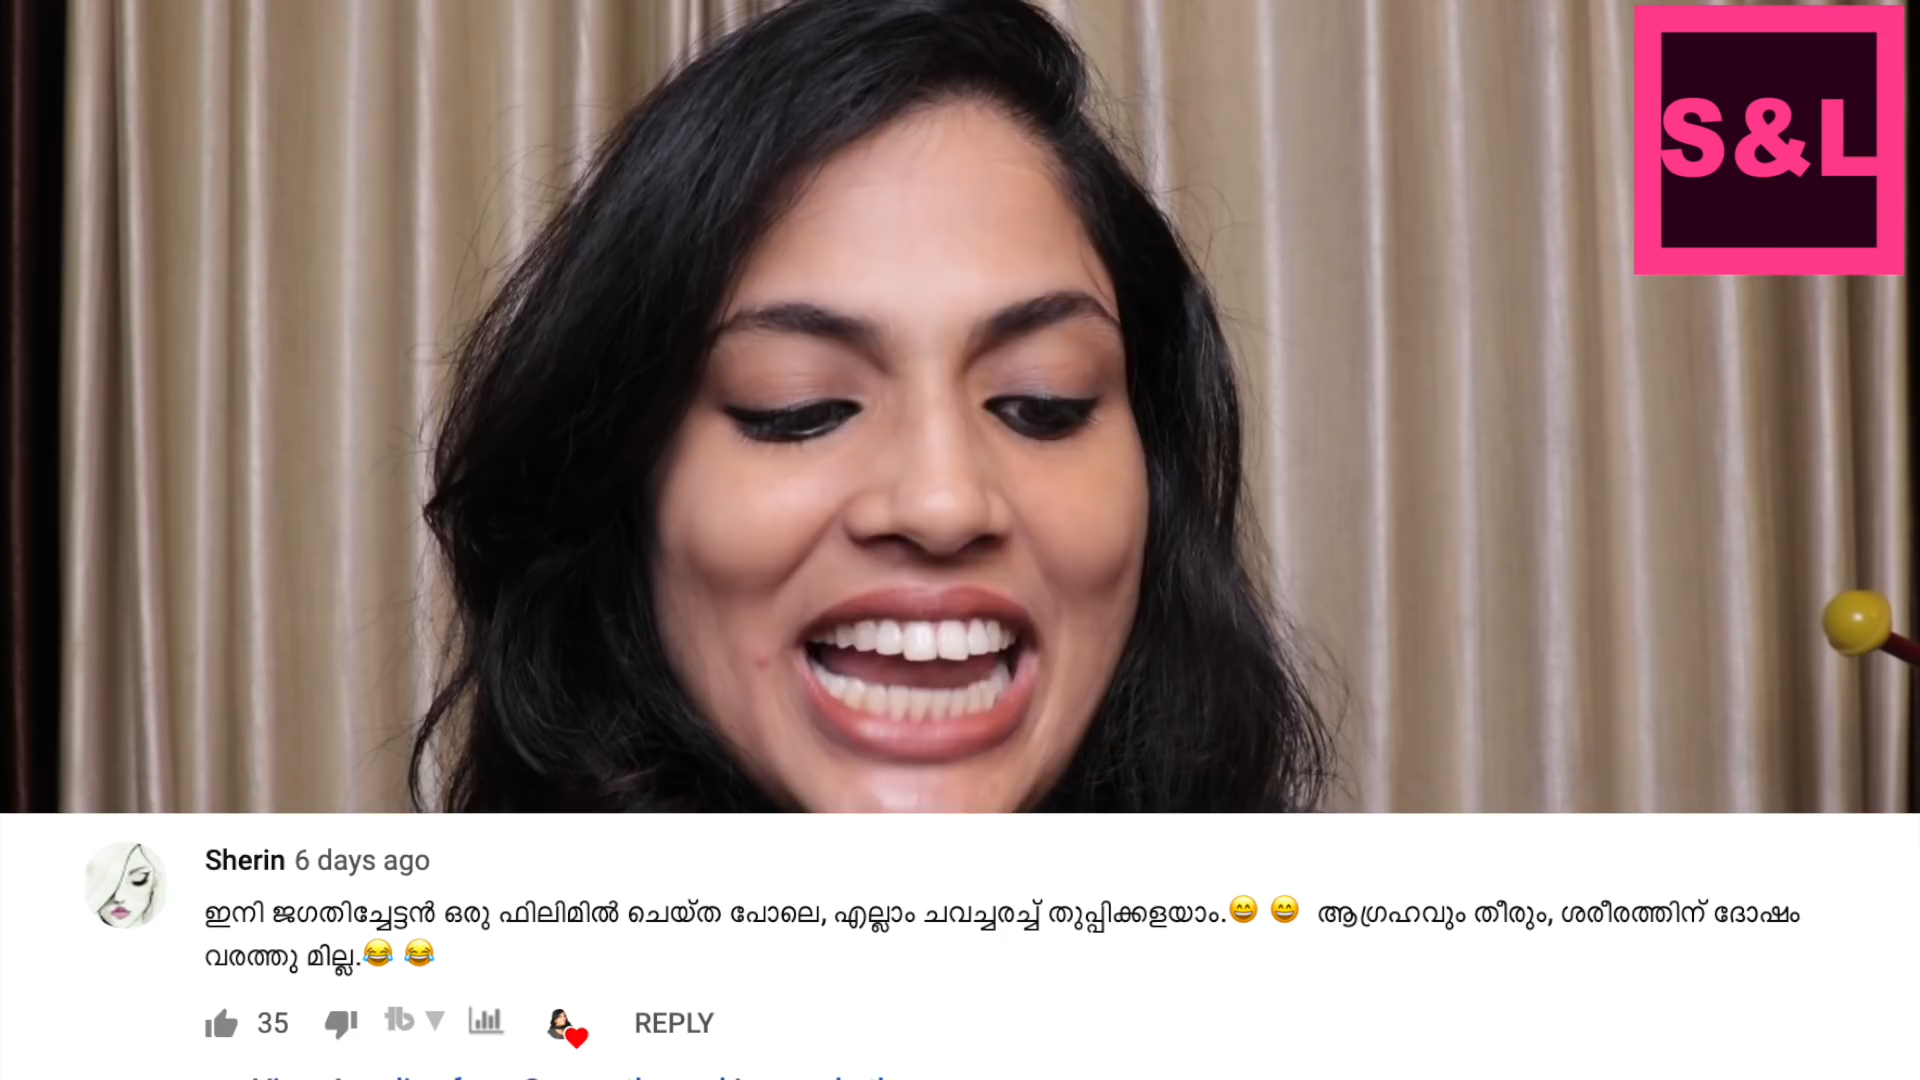 S&L
Sherin 6 days ago
ഇനി ജഗതിച്ചേട്ടൻ ഒരു ഫിലിമിൽ ചെയ്ത പോലെ, എല്ലാം ചവച്ചരച്ച് തുപ്പിക്കളയാം.😄 😄 ആഗ്രഹവും തീരും, ശരീരത്തിന് ദോഷം
വരത്തു മില്ല.😂 😂
35 REPLY